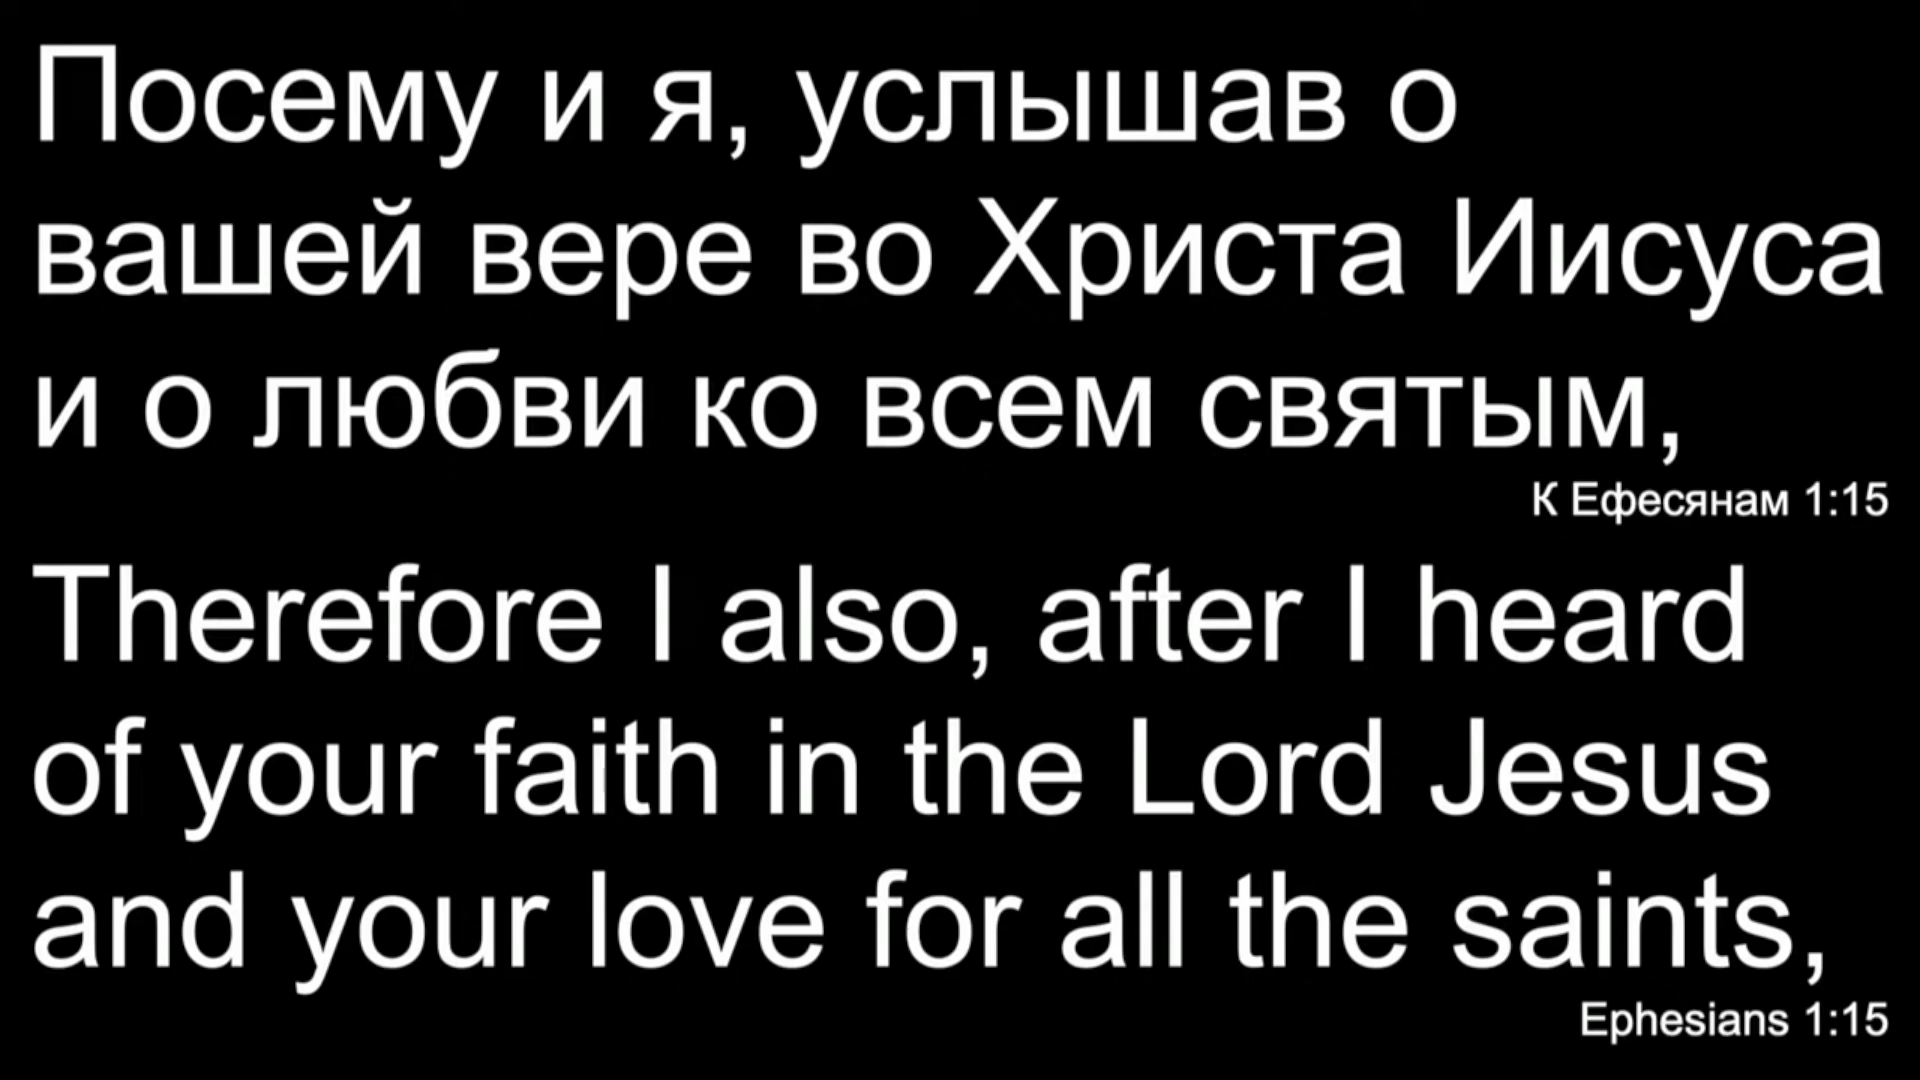 Посему и я, услышав о
вашей вере во Христа Иисуса
и о любви ко всем святым,
К Ефесянам 1:15
Therefore I also, after I heard
of your faith in the Lord Jesus
and your love for all the saints,
Ephesians 1:15